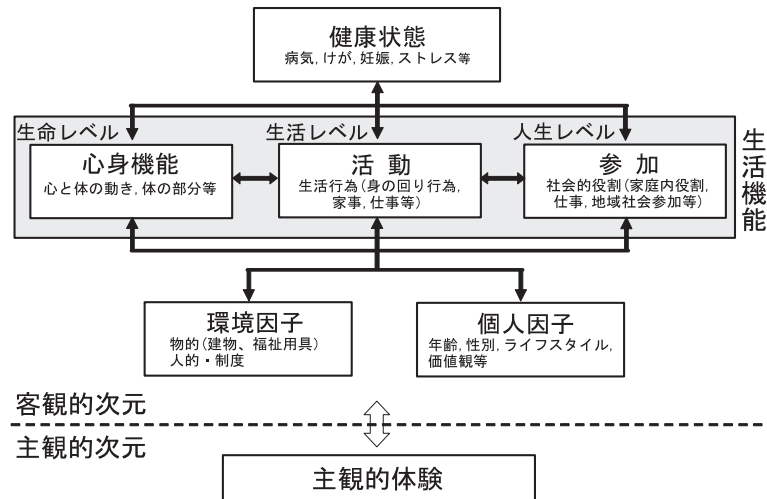 健康状態
病気, けが, 妊娠, ストレス等
生命レベル
生活レベル
人生レベル
心身機能
心と体の動き, 体の部分等
活 動
生活行為(身の回り行為,
家事, 仕事等)
参 加
社会的役割(家庭内役割,
仕事, 地域社会参加等)
生活機能
環境因子
物的(建物、福祉用具)
人的・制度
個人因子
年齢, 性別, ライフスタイル,
価値観等
客観的次元
主観的次元
主観的体験